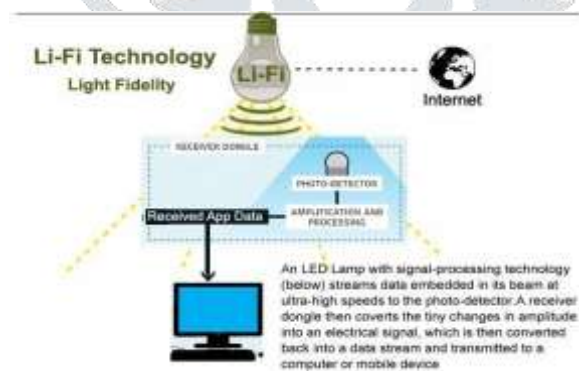 Li-Fi Technology
Light Fidelity
Li-Fi
Internet
RECEIVER DONGLE
PHOTO-DETECTOR
Received App Data
AMPLIFICATION AND
PROCESSING
An LED Lamp with signal-processing technology
(below) streams data embedded in its beam at
ultra-high speeds to the photo-detector.A receiver
dongle then coverts the tiny changes in amplitude
into an electrical signal, which is then converted
back into a data stream and transmitted to a
computer or mobile device